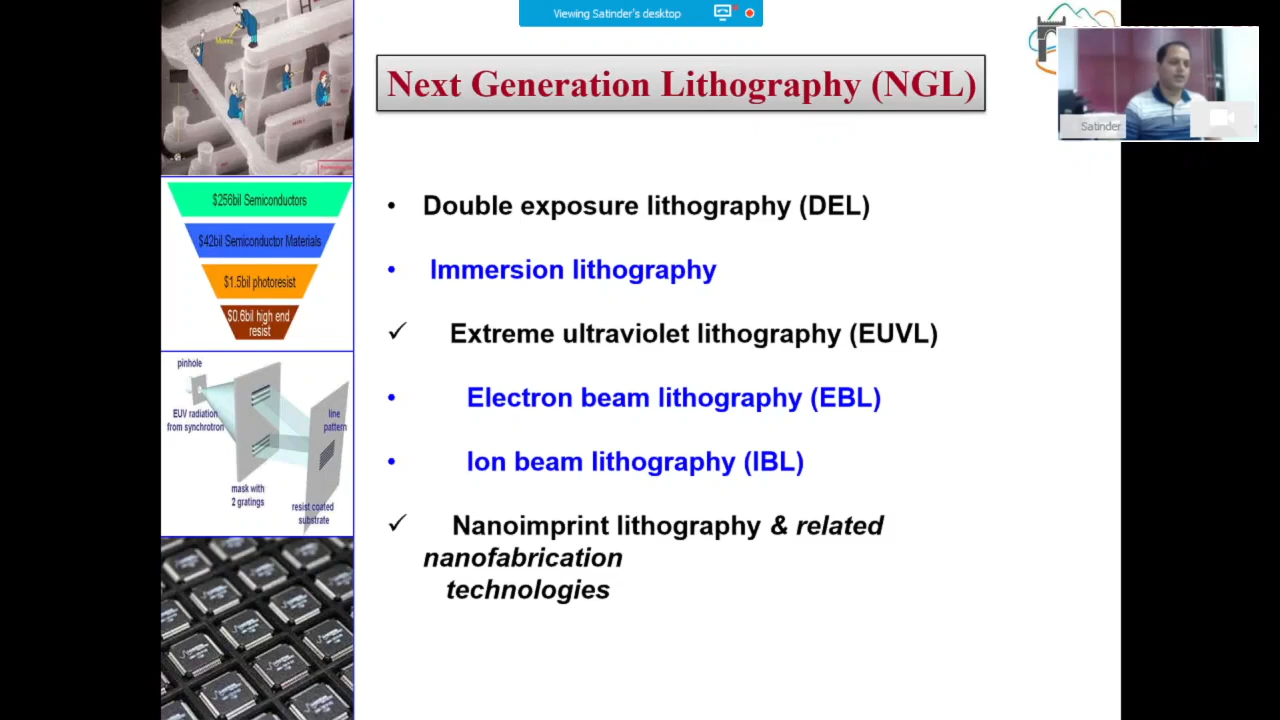 Viewing Satinder's desktop
Next Generation Lithography (NGL)
Satinder
$256bil Semiconductors
$42bil Semiconductor Materials
$1.5bil photoresist
$0.6bil high end
resist
pinhole
EUV radiation
from synchrotron
line
pattern
mask with
2 gratings
resist coated
substrate
• Double exposure lithography (DEL)
• Immersion lithography
✓ Extreme ultraviolet lithography (EUVL)
• Electron beam lithography (EBL)
• Ion beam lithography (IBL)
✓ Nanoimprint lithography & related
nanofabrication
technologies